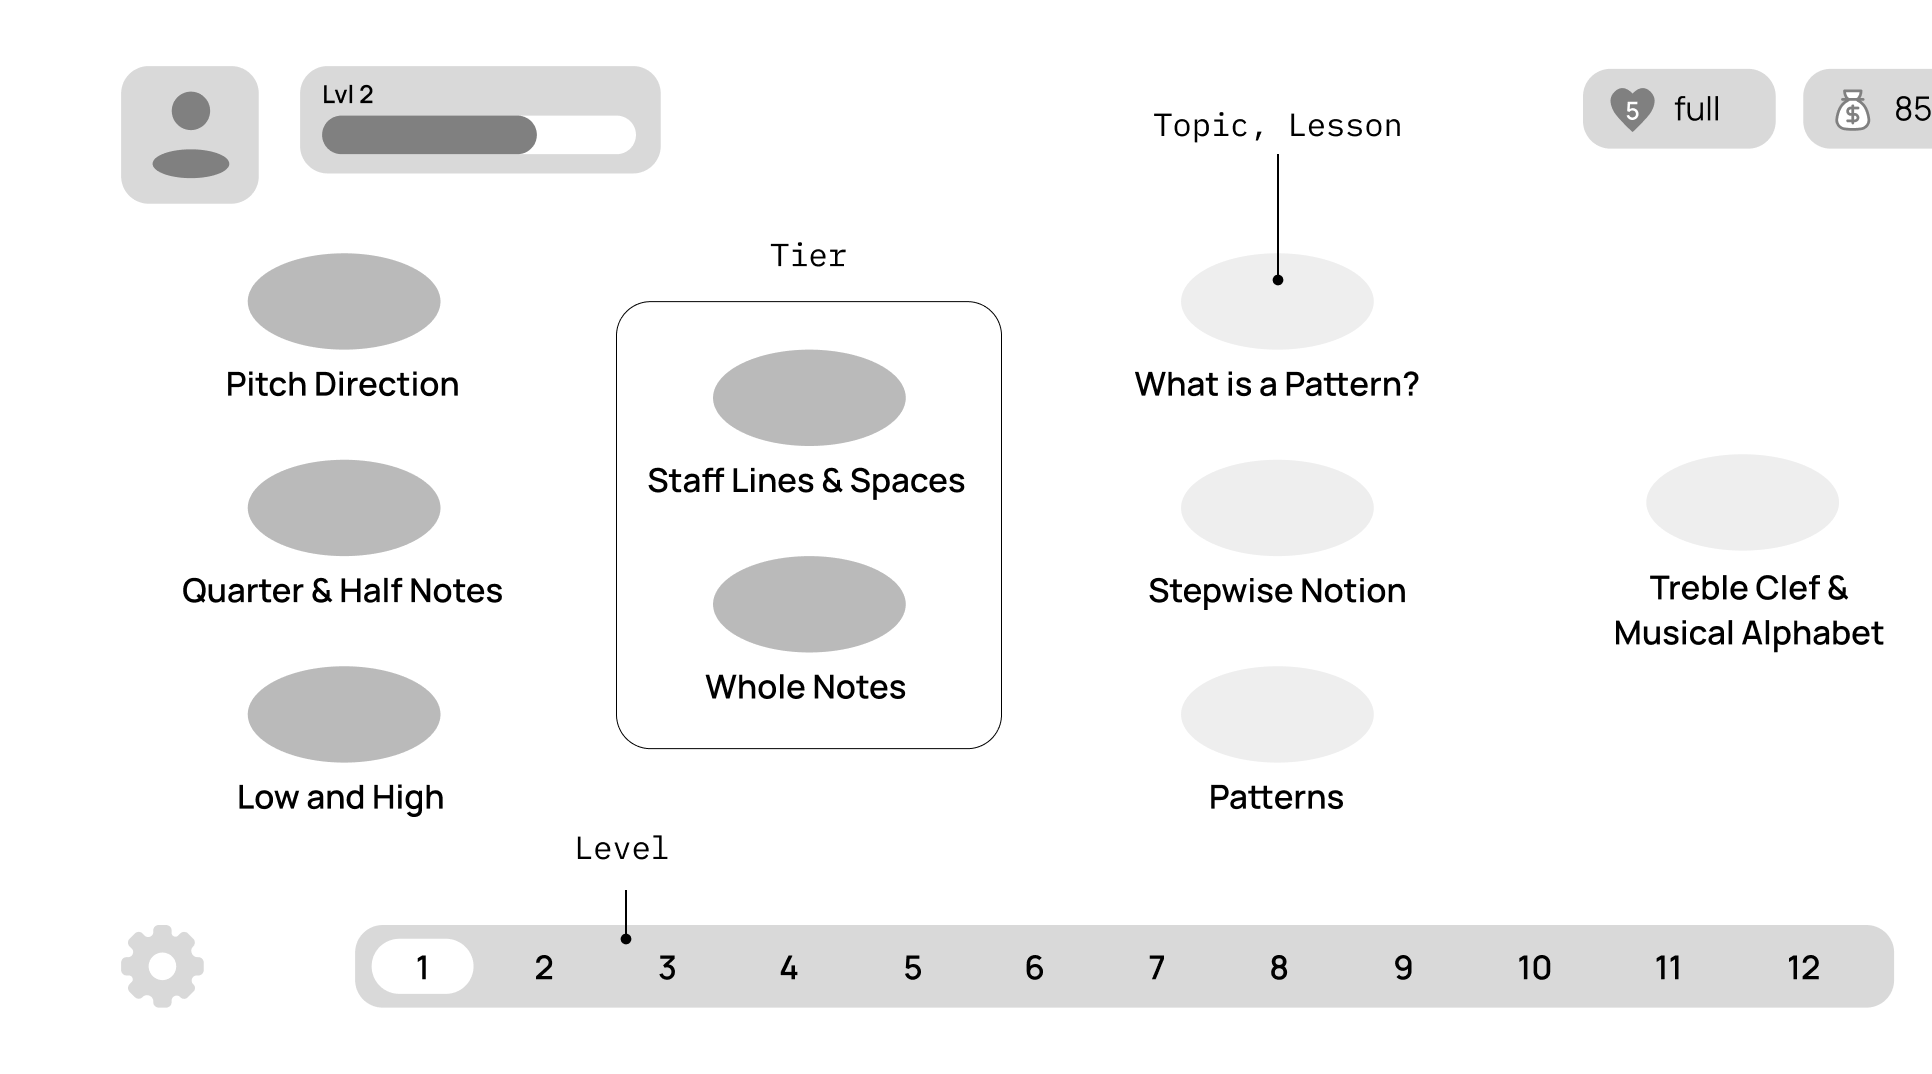 Lvl 2
Topic, Lesson
5
full
$
85
Tier
Pitch Direction
What is a Pattern?
Staff Lines & Spaces
Quarter & Half Notes
Stepwise Notion
Treble Clef &
Musical Alphabet
Whole Notes
Low and High
Patterns
Level
1 2 3 4 5 6 7 8 9 10 11 12